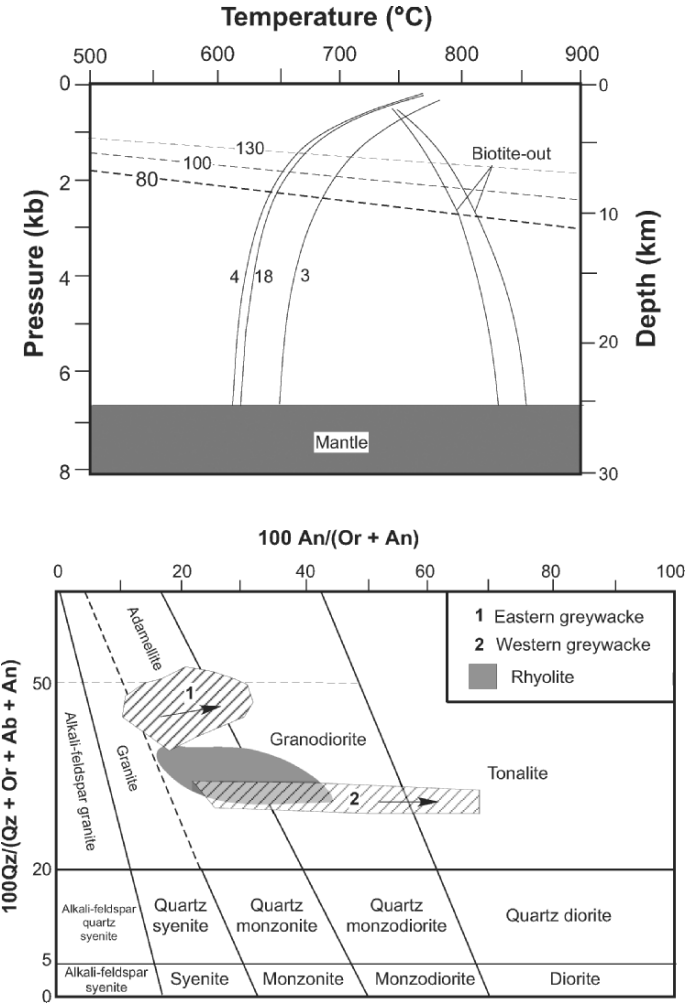 Temperature (°C)
500 600 700 800 900
0 0
130
100
80
Biotite-out
2
10
4
4 18 3
Pressure (kb)
Depth (km)
20
6
Mantle
8 30
100 An/(Or + An)
0 20 40 60 80 100
1 Eastern greywacke
2 Western greywacke
Rhyolite
Adamellite
50
1
Granodiorite
Alkali-feldspar granite
Granite
Tonalite
2
100Qz/(Qz + Or + Ab + An)
20
Alkali-feldspar
quartz
syenite
Quartz
syenite
Quartz
monzonite
Quartz
monzodiorite
Quartz diorite
5
Alkali-feldspar
syenite
Syenite
Monzonite
Monzodiorite
Diorite
0